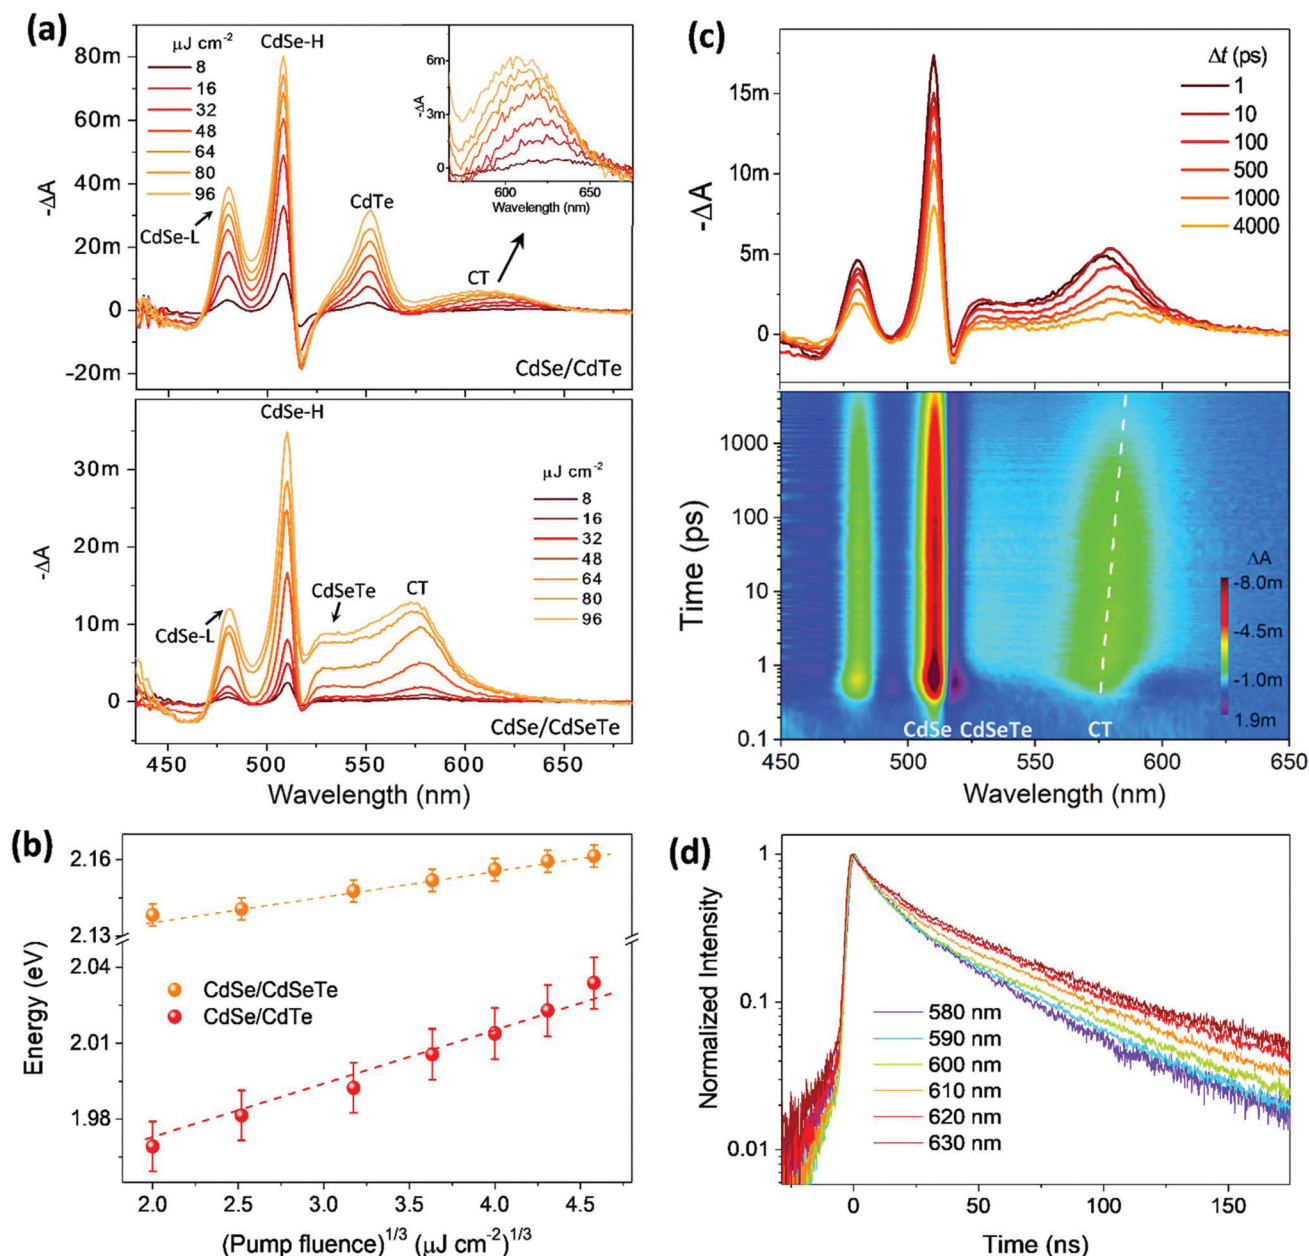 (a)
μJ cm-2
8
16
32
48
64
80
96
CdSe-H
CdSe-L
CdTe
CT
CdSe/CdTe
-ΔA
80m
60m
40m
20m
0
-20m
6m
3m
0
-ΔA
600
650
Wavelength (nm)
CdSe-H
CdSe-L
CdSeTe
CT
μJ cm-2
8
16
32
48
64
80
96
CdSe/CdSeTe
-ΔA
30m
20m
10m
0
450
500
550
600
650
Wavelength (nm)
(b)
Energy (eV)
2.16
2.13
2.04
2.01
1.98
CdSe/CdSeTe
CdSe/CdTe
2.0
2.5
3.0
3.5
4.0
4.5
(Pump fluence)1/3 (μJ cm-2)1/3
(c)
Δt (ps)
1
10
100
500
1000
4000
-ΔA
15m
10m
5m
0
Time (ps)
1000
100
10
1
0.1
ΔA
-8.0m
-4.5m
-1.0m
1.9m
CdSe
CdSeTe
CT
450
500
550
600
650
Wavelength (nm)
(d)
Normalized Intensity
1
0.1
0.01
580 nm
590 nm
600 nm
610 nm
620 nm
630 nm
0
50
100
150
Time (ns)